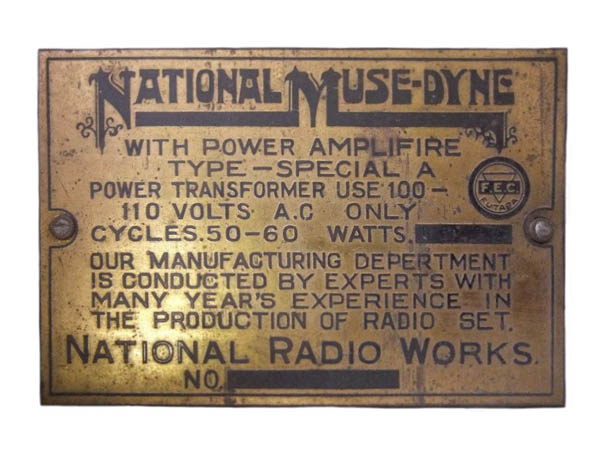 NATIONAL MUSE-DYNE
WITH POWER AMPLIFIRE
TYPE-SPECIAL A
POWER TRANSFORMER USE 100-
110 VOLTS A.C ONLY
CYCLES.50-60 WATTS.
F.E.C.
FUTABA
OUR MANUFACTURING DEPERTMENT
IS CONDUCTED BY EXPERTS WITH
MANY YEAR'S EXPERIENCE IN
THE PRODUCTION OF RADIO SET.
NATIONAL RADIO WORKS.
NO.